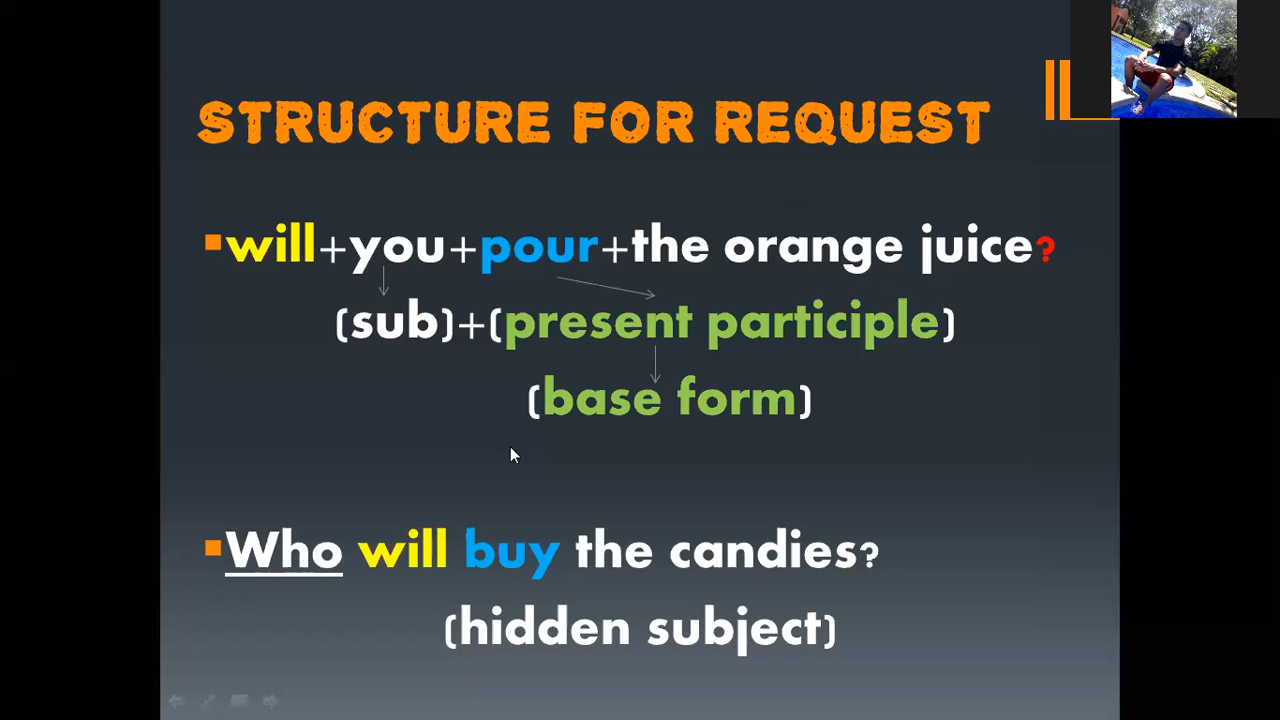 STRUCTURE FOR REQUEST
will+you+pour+the orange juice?
(sub)+(present participle)
(base form)
Who will buy the candies?
(hidden subject)